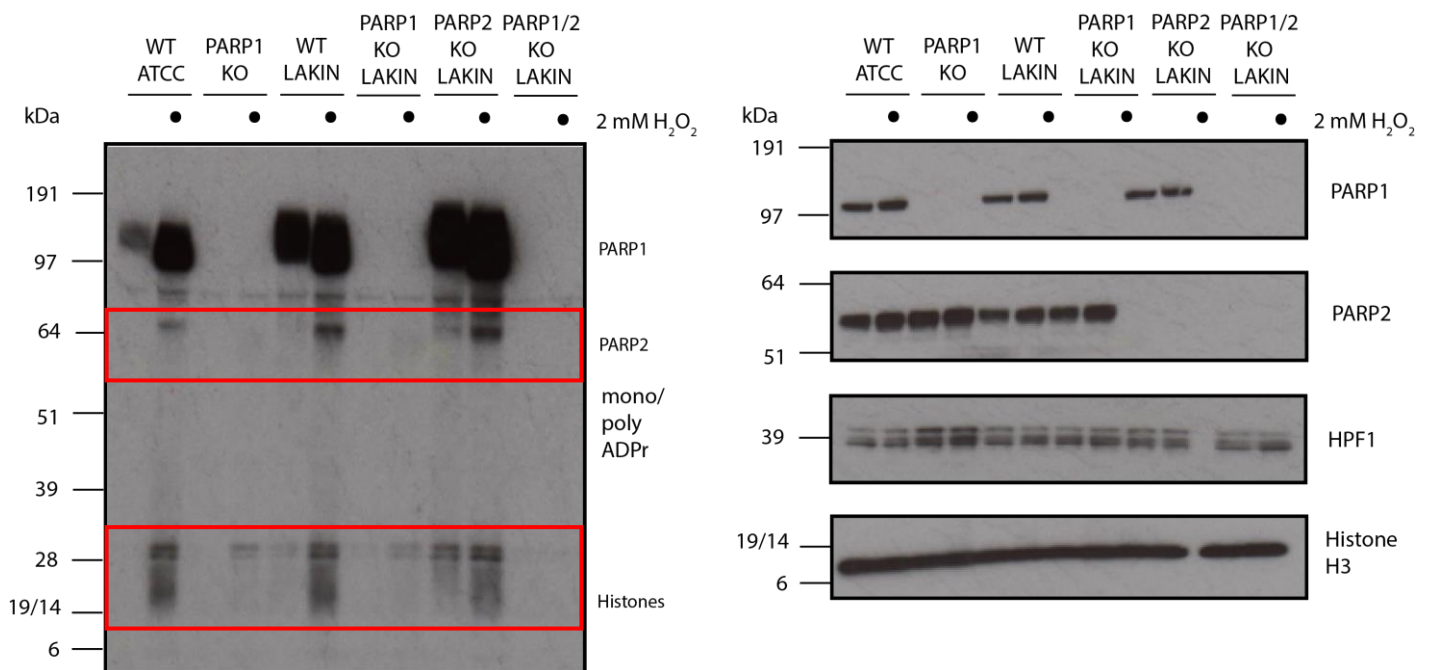 WT
ATCC
PARP1
KO
WT
LAKIN
PARP1
KO
LAKIN
PARP2
KO
LAKIN
PARP1/2
KO
LAKIN
kDa
2 mM H₂O₂
191
97
64
51
39
28
19/14
6
PARP1
PARP2
mono/
poly
ADPr
Histones
WT
ATCC
PARP1
KO
WT
LAKIN
PARP1
KO
LAKIN
PARP2
KO
LAKIN
PARP1/2
KO
LAKIN
kDa
2 mM H₂O₂
191
97
PARP1
64
51
PARP2
39
HPF1
19/14
6
Histone
H3